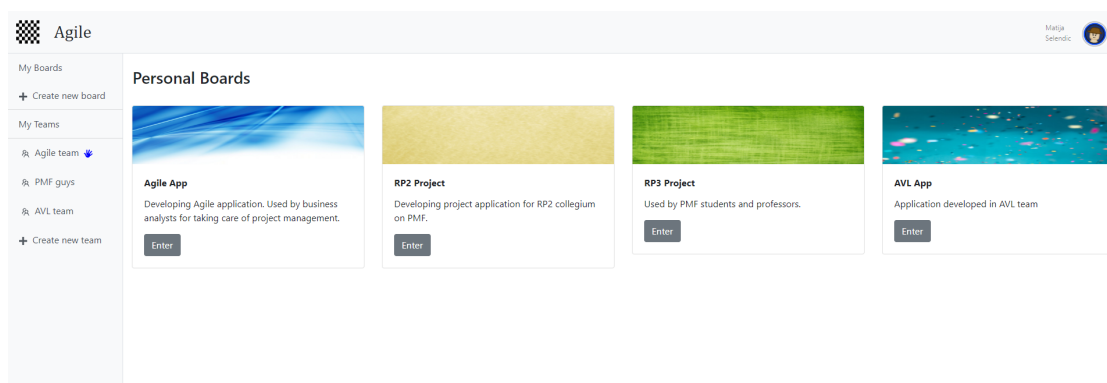 Agile
Matija
Selendic
My Boards
Create new board
My Teams
Agile team
PMF guys
AVL team
Create new team
Personal Boards
Agile App
Developing Agile application. Used by business
analysts for taking care of project management.
Enter
RP2 Project
Developing project application for RP2 collegium
on PMF.
Enter
RP3 Project
Used by PMF students and professors.
Enter
AVL App
Application developed in AVL team
Enter